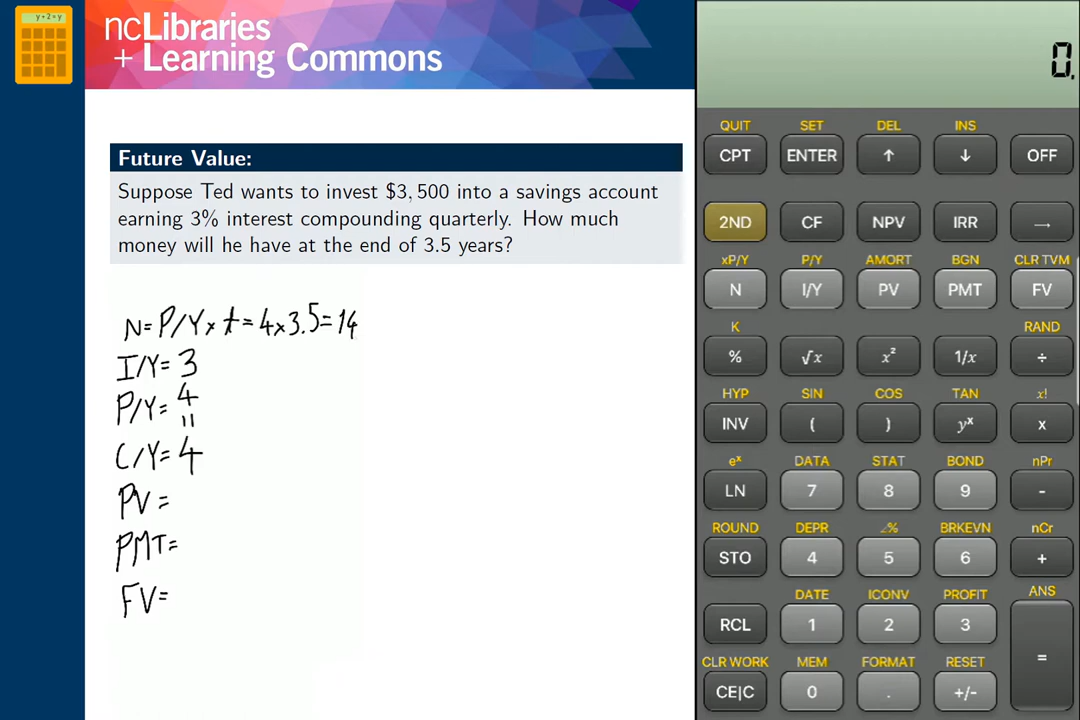 y+2×y
ncLibraries
+ Learning Commons
Future Value:
Suppose Ted wants to invest $3, 500 into a savings account
earning 3% interest compounding quarterly. How much
money will he have at the end of 3.5 years?
N= P/Y× t= 4×3.5=14
I/Y= 3
P/Y= 4
C/Y= 4
PV=
PMT=
FV=
0.
QUIT SET DEL INS
CPT ENTER ↑ ↓ OFF
2ND CF NPV IRR →
xP/Y P/Y AMORT BGN CLR TVM
N I/Y PV PMT FV
K RAND
% √x x² 1/x ÷
HYP SIN COS TAN x!
INV ( ) yˣ x
eˣ DATA STAT BOND nPr
LN 7 8 9 -
ROUND DEPR ∠% BRKEVN nCr
STO 4 5 6 +
DATE ICONV PROFIT ANS
RCL 1 2 3
CLR WORK MEM FORMAT RESET
=
CE|C 0 . +/-